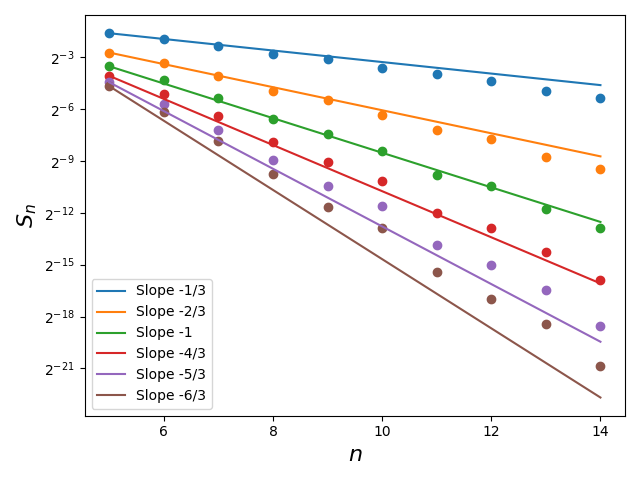 2^{-3}
2^{-6}
2^{-9}
2^{-12}
2^{-15}
2^{-18}
2^{-21}
S_n
Slope -1/3
Slope -2/3
Slope -1
Slope -4/3
Slope -5/3
Slope -6/3
6 8 10 12 14
n